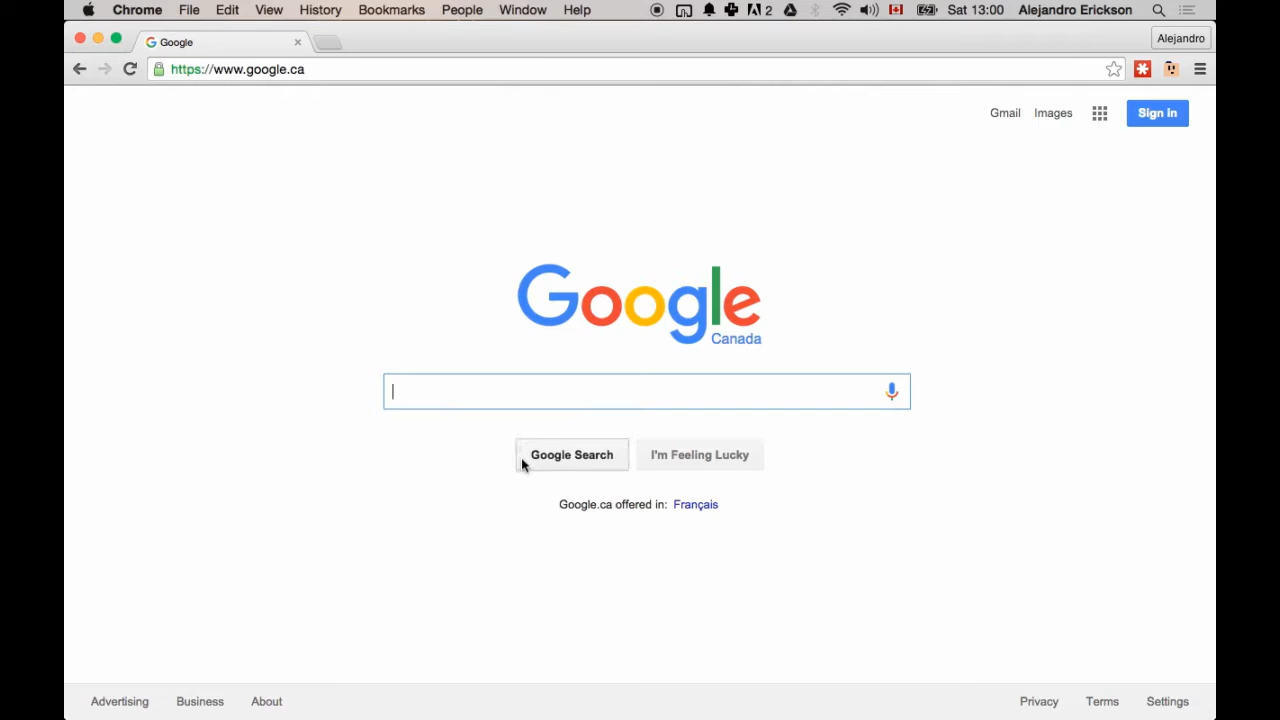 Chrome File Edit View History Bookmarks People Window Help 2 Sat 13:00 Alejandro Erickson
Google Alejandro
https://www.google.ca
Gmail Images Sign in
Google
Canada
Google Search I'm Feeling Lucky
Google.ca offered in: Français
Advertising Business About Privacy Terms Settings